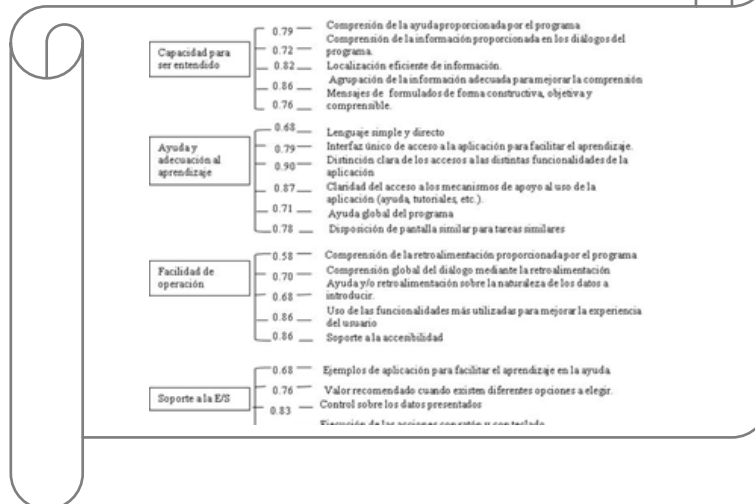 Capacidad para
ser entendido
0.79
Compresión de la ayuda proporcionada por el programa
0.72
Comprensión de la información proporcionada en los diálogos del
programa.
0.82
Localización eficiente de información.
0.86
Agrupación de la información adecuada para mejorar la comprensión
0.76
Mensajes de formulados de forma constructiva, objetiva y
comprensible.
Ayuda y
adecuación al
aprendizaje
0.68
Lenguaje simple y directo
0.79
Interfaz único de acceso a la aplicación para facilitar el aprendizaje.
0.90
Distinción clara de los accesos a las distintas funcionalidades de la
aplicación
0.87
Claridad del acceso a los mecanismos de apoyo al uso de la
aplicación (ayuda, tutoriales, etc.).
0.71
Ayuda global del programa
0.78
Disposición de pantalla similar para tareas similares
Facilidad de
operación
0.58
Comprensión de la retroalimentación proporcionada por el programa
0.70
Comprensión global del diálogo mediante la retroalimentación
0.68
Ayuda y/o retroalimentación sobre la naturaleza de los datos a
introducir.
0.86
Uso de las funcionalidades más utilizadas para mejorar la experiencia
del usuario
0.86
Soporte a la accesibilidad
Soporte a la E/S
0.68
Ejemplos de aplicación para facilitar el aprendizaje en la ayuda
0.76
Valor recomendado cuando existen diferentes opciones a elegir.
0.83
Control sobre los datos presentados
Ejecución de las acciones con ratón y con teclado